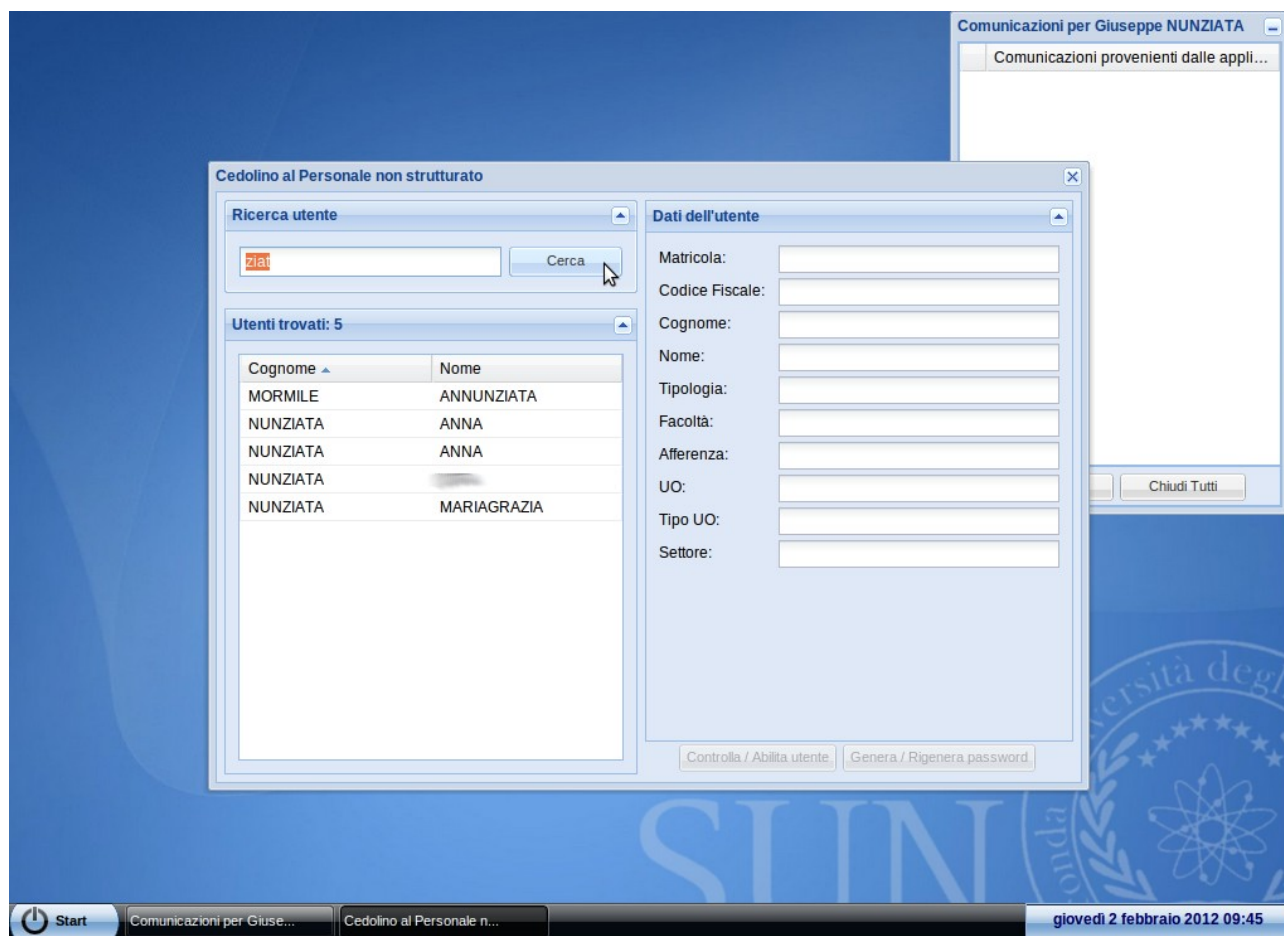 Comunicazioni per Giuseppe NUNZIATA
Comunicazioni provenienti dalle appli...
Cedolino al Personale non strutturato
Ricerca utente
ziat
Cerca
Utenti trovati: 5
Cognome Nome
MORMILE ANNUNZIATA
NUNZIATA ANNA
NUNZIATA ANNA
NUNZIATA
NUNZIATA MARIAGRAZIA
Dati dell'utente
Matricola:
Codice Fiscale:
Cognome:
Nome:
Tipologia:
Facoltà:
Afferenza:
UO:
Tipo UO:
Settore:
Controlla / Abilita utente
Genera / Rigenera password
Chiudi Tutti
ersità degl
onda
SUN
Start
Comunicazioni per Giuse...
Cedolino al Personale n...
giovedì 2 febbraio 2012 09:45